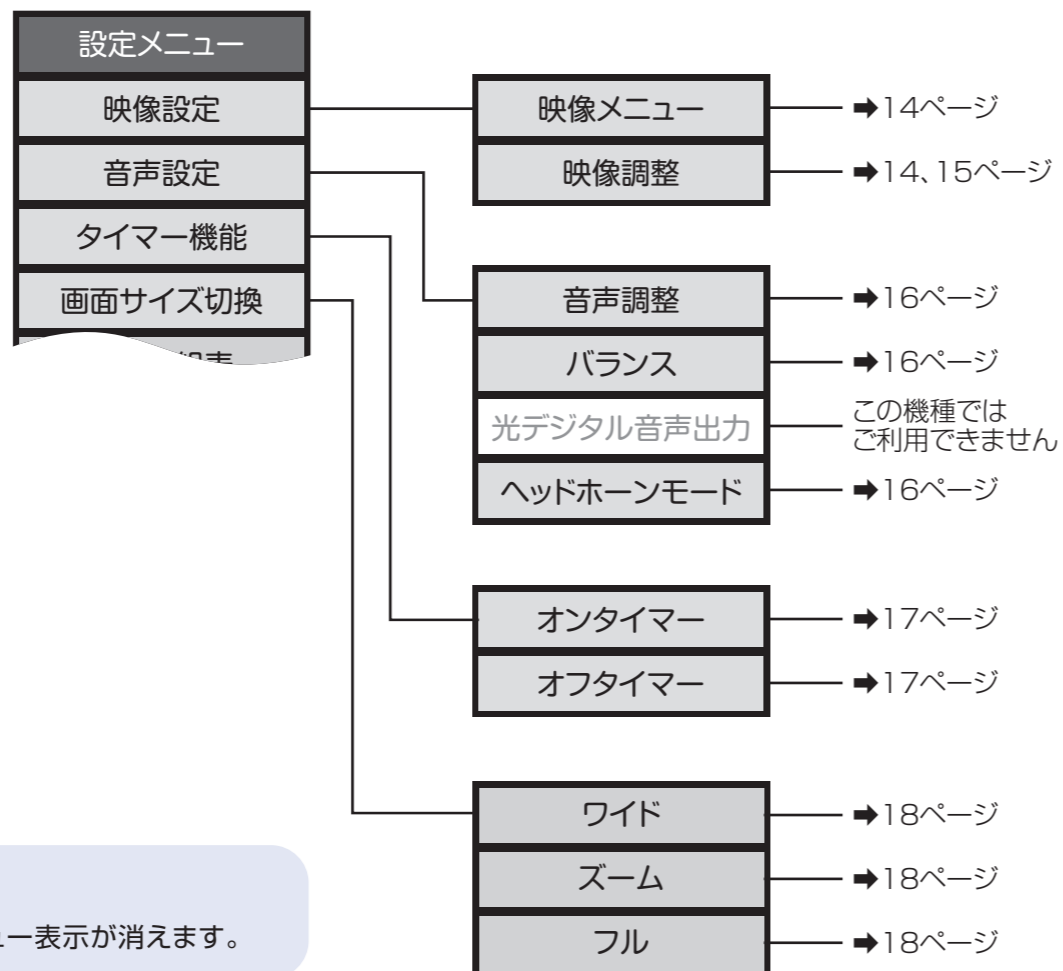 設定メニュー
映像設定
音声設定
タイマー機能
画面サイズ切換
映像メニュー
➡14ページ
映像調整
➡14、15ページ
音声調整
➡16ページ
バランス
➡16ページ
光デジタル音声出力
この機種では
ご利用できません
ヘッドホーンモード
➡16ページ
オンタイマー
➡17ページ
オフタイマー
➡17ページ
ワイド
➡18ページ
ズーム
➡18ページ
フル
➡18ページ
ュー表示が消えます。